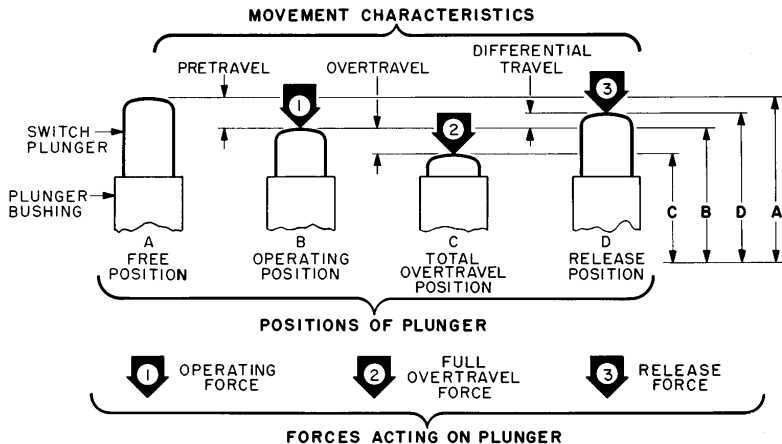 MOVEMENT CHARACTERISTICS
PRETRAVEL
OVERTRAVEL
DIFFERENTIAL
TRAVEL
1
2
3
SWITCH
PLUNGER
PLUNGER
BUSHING
A
FREE
POSITION
B
OPERATING
POSITION
C
TOTAL
OVERTRAVEL
POSITION
D
RELEASE
POSITION
C
B
D
A
POSITIONS OF PLUNGER
1 OPERATING
FORCE
2 FULL
OVERTRAVEL
FORCE
3 RELEASE
FORCE
FORCES ACTING ON PLUNGER